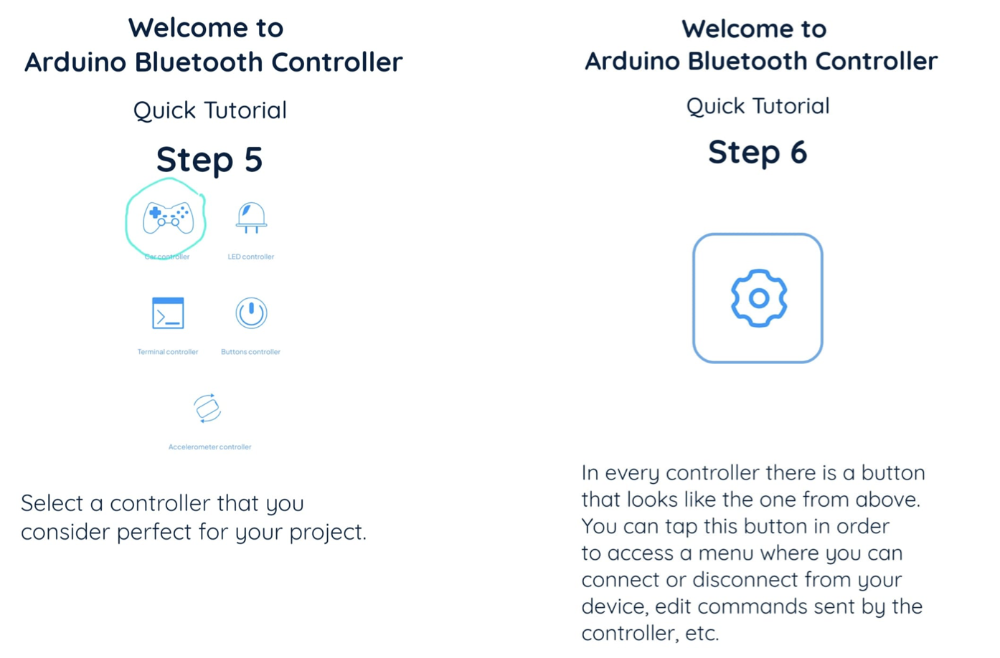 Welcome to
Arduino Bluetooth Controller
Quick Tutorial
Step 5
Car controller
LED controller
Terminal controller
Buttons controller
Accelerometer controller
Select a controller that you
consider perfect for your project.
Welcome to
Arduino Bluetooth Controller
Quick Tutorial
Step 6
In every controller there is a button
that looks like the one from above.
You can tap this button in order
to access a menu where you can
connect or disconnect from your
device, edit commands sent by the
controller, etc.